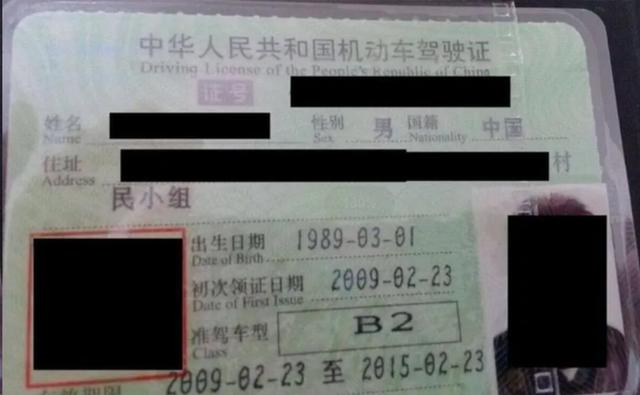 中华人民共和国机动车驾驶证
Driving License of the People's Republic of China
证号
姓名 性别 男 国籍 中国
Name Sex Nationality
住址 村
Address
民小组
出生日期 1989-03-01
Date of Birth
初次领证日期 2009-02-23
Date of First Issue
准驾车型 B2
Class
有效期限 2009-02-23 至 2015-02-23